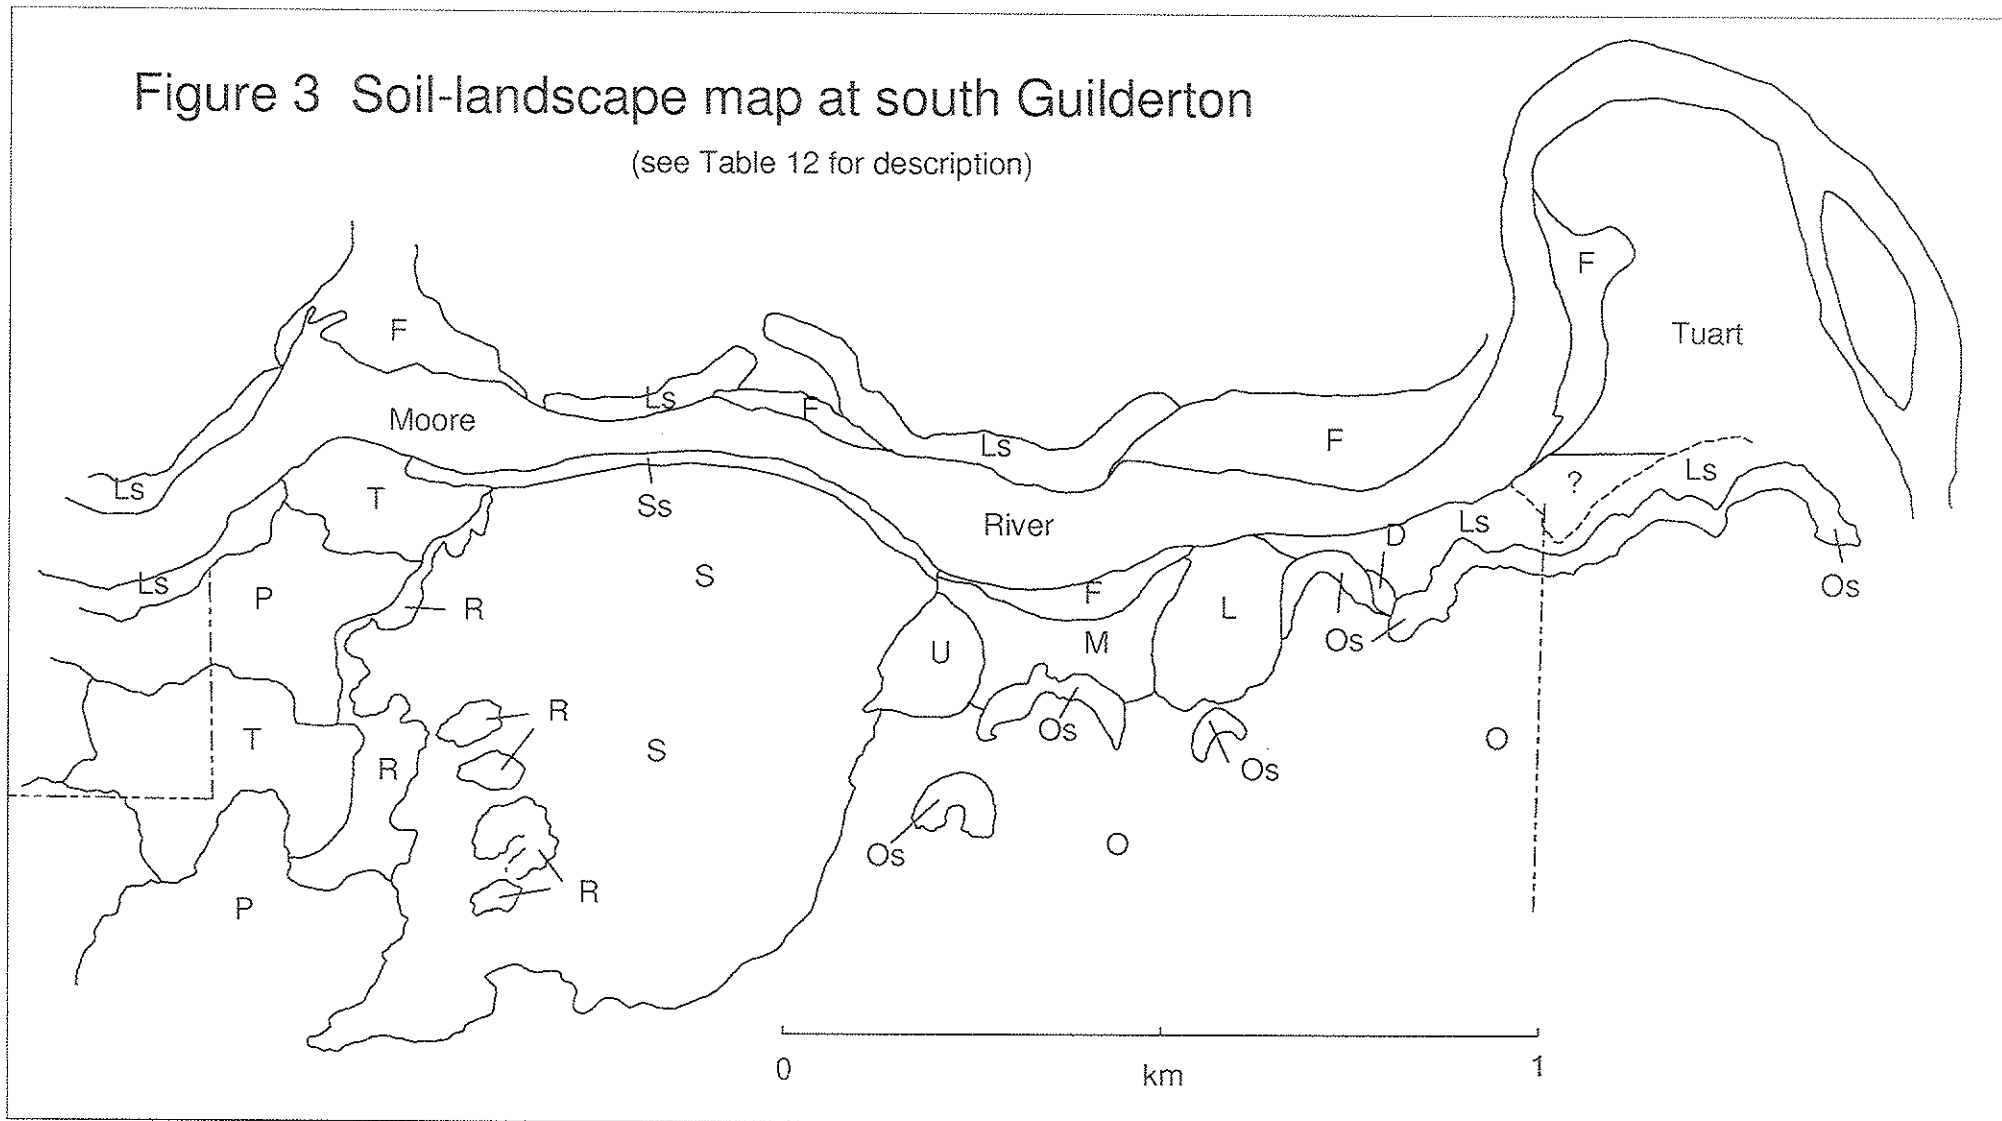 Figure 3 Soil-landscape map at south Guilderton
(see Table 12 for description)
F
F
Tuart
Ls
F
Moore
F
Ls
Ls
?
Ls
Ls
T
Ss
River
Ls
D
S
Ls
P
R
F
L
Os
Os
U
M
R
Os
T
S
R
Os
O
Os
O
P
R
0
km
1